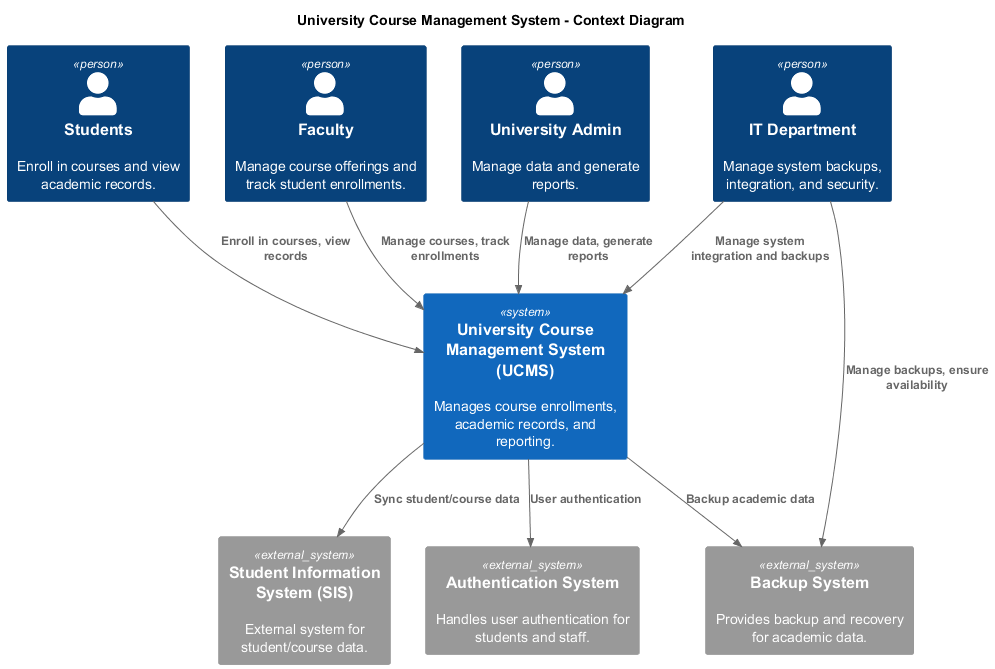 University Course Management System - Context Diagram
«person»
Students
Enroll in courses and view
academic records.
«person»
Faculty
Manage course offerings and
track student enrollments.
«person»
University Admin
Manage data and generate
reports.
«person»
IT Department
Manage system backups,
integration, and security.
Enroll in courses, view
records
Manage courses, track
enrollments
Manage data, generate
reports
Manage system
integration and backups
«system»
University Course
Management System
(UCMS)
Manages course enrollments,
academic records, and
reporting.
Manage backups, ensure
availability
Sync student/course data
User authentication
Backup academic data
«external_system»
Student Information
System (SIS)
External system for
student/course data.
«external_system»
Authentication System
Handles user authentication for
students and staff.
«external_system»
Backup System
Provides backup and recovery
for academic data.